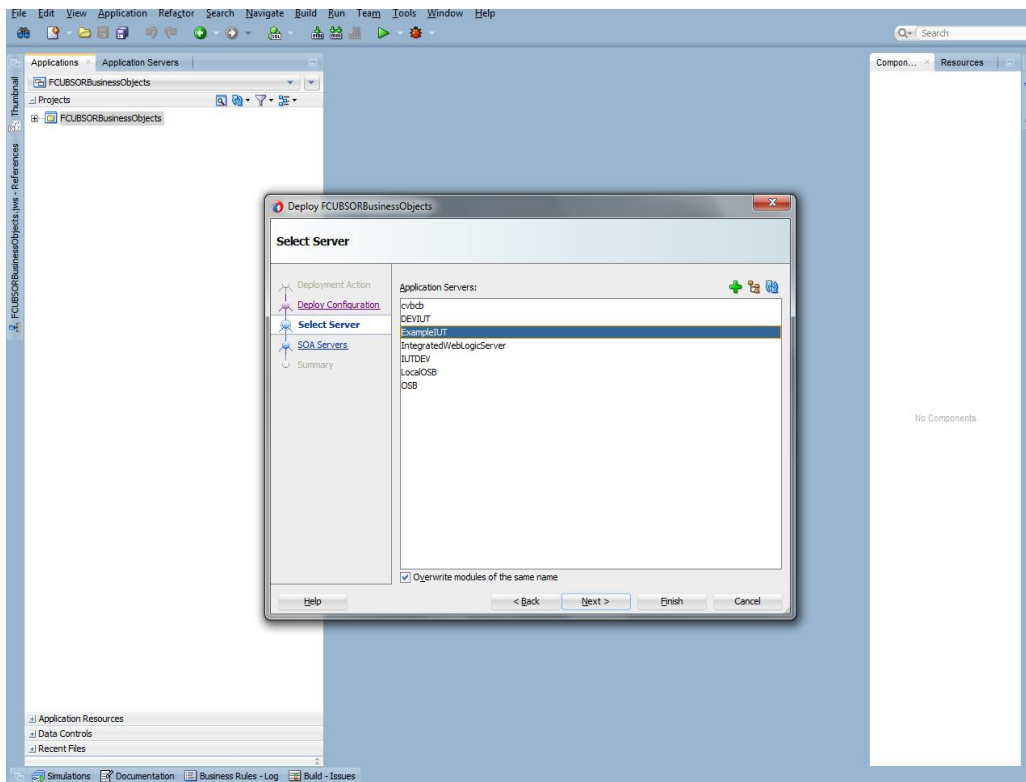 File Edit View Application Refactor Search Navigate Build Run Team Tools Window Help
Search
Applications Application Servers
Compon... Resources
FCUBSORBusinessObjects
Projects
FCUBSORBusinessObjects
Thumbnail
FCUBSORBusinessObjects.jws - References
Deploy FCUBSORBusinessObjects
Select Server
Deployment Action
Deploy Configuration
Select Server
SOA Servers
Summary
Application Servers:
cvbcb
DEVIUT
ExampleIUT
IntegratedWebLogicServer
IUTDEV
LocalOSB
OSB
Overwrite modules of the same name
Help < Back Next > Finish Cancel
No Components
Application Resources
Data Controls
Recent Files
Simulations Documentation Business Rules - Log Build - Issues